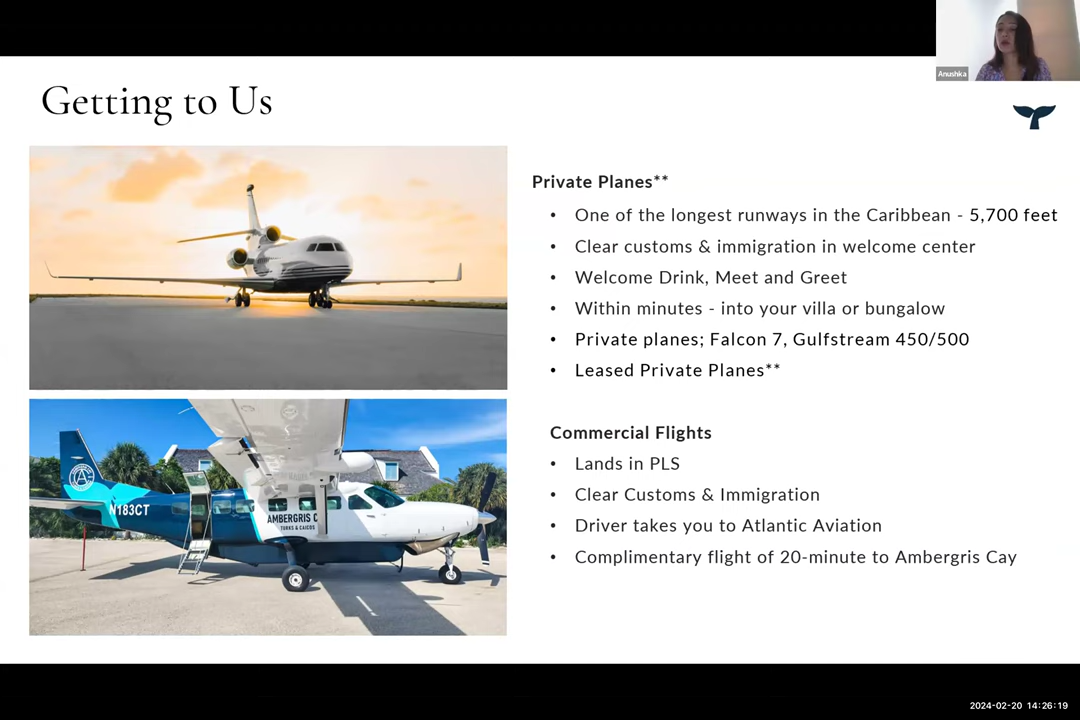 Anushka
Getting to Us
Private Planes**
• One of the longest runways in the Caribbean - 5,700 feet
• Clear customs & immigration in welcome center
• Welcome Drink, Meet and Greet
• Within minutes - into your villa or bungalow
• Private planes; Falcon 7, Gulfstream 450/500
• Leased Private Planes**
N183CT
AMBERGRIS C
TURKS & CAICOS
Commercial Flights
• Lands in PLS
• Clear Customs & Immigration
• Driver takes you to Atlantic Aviation
• Complimentary flight of 20-minute to Ambergris Cay
2024-02-20 14:26:19